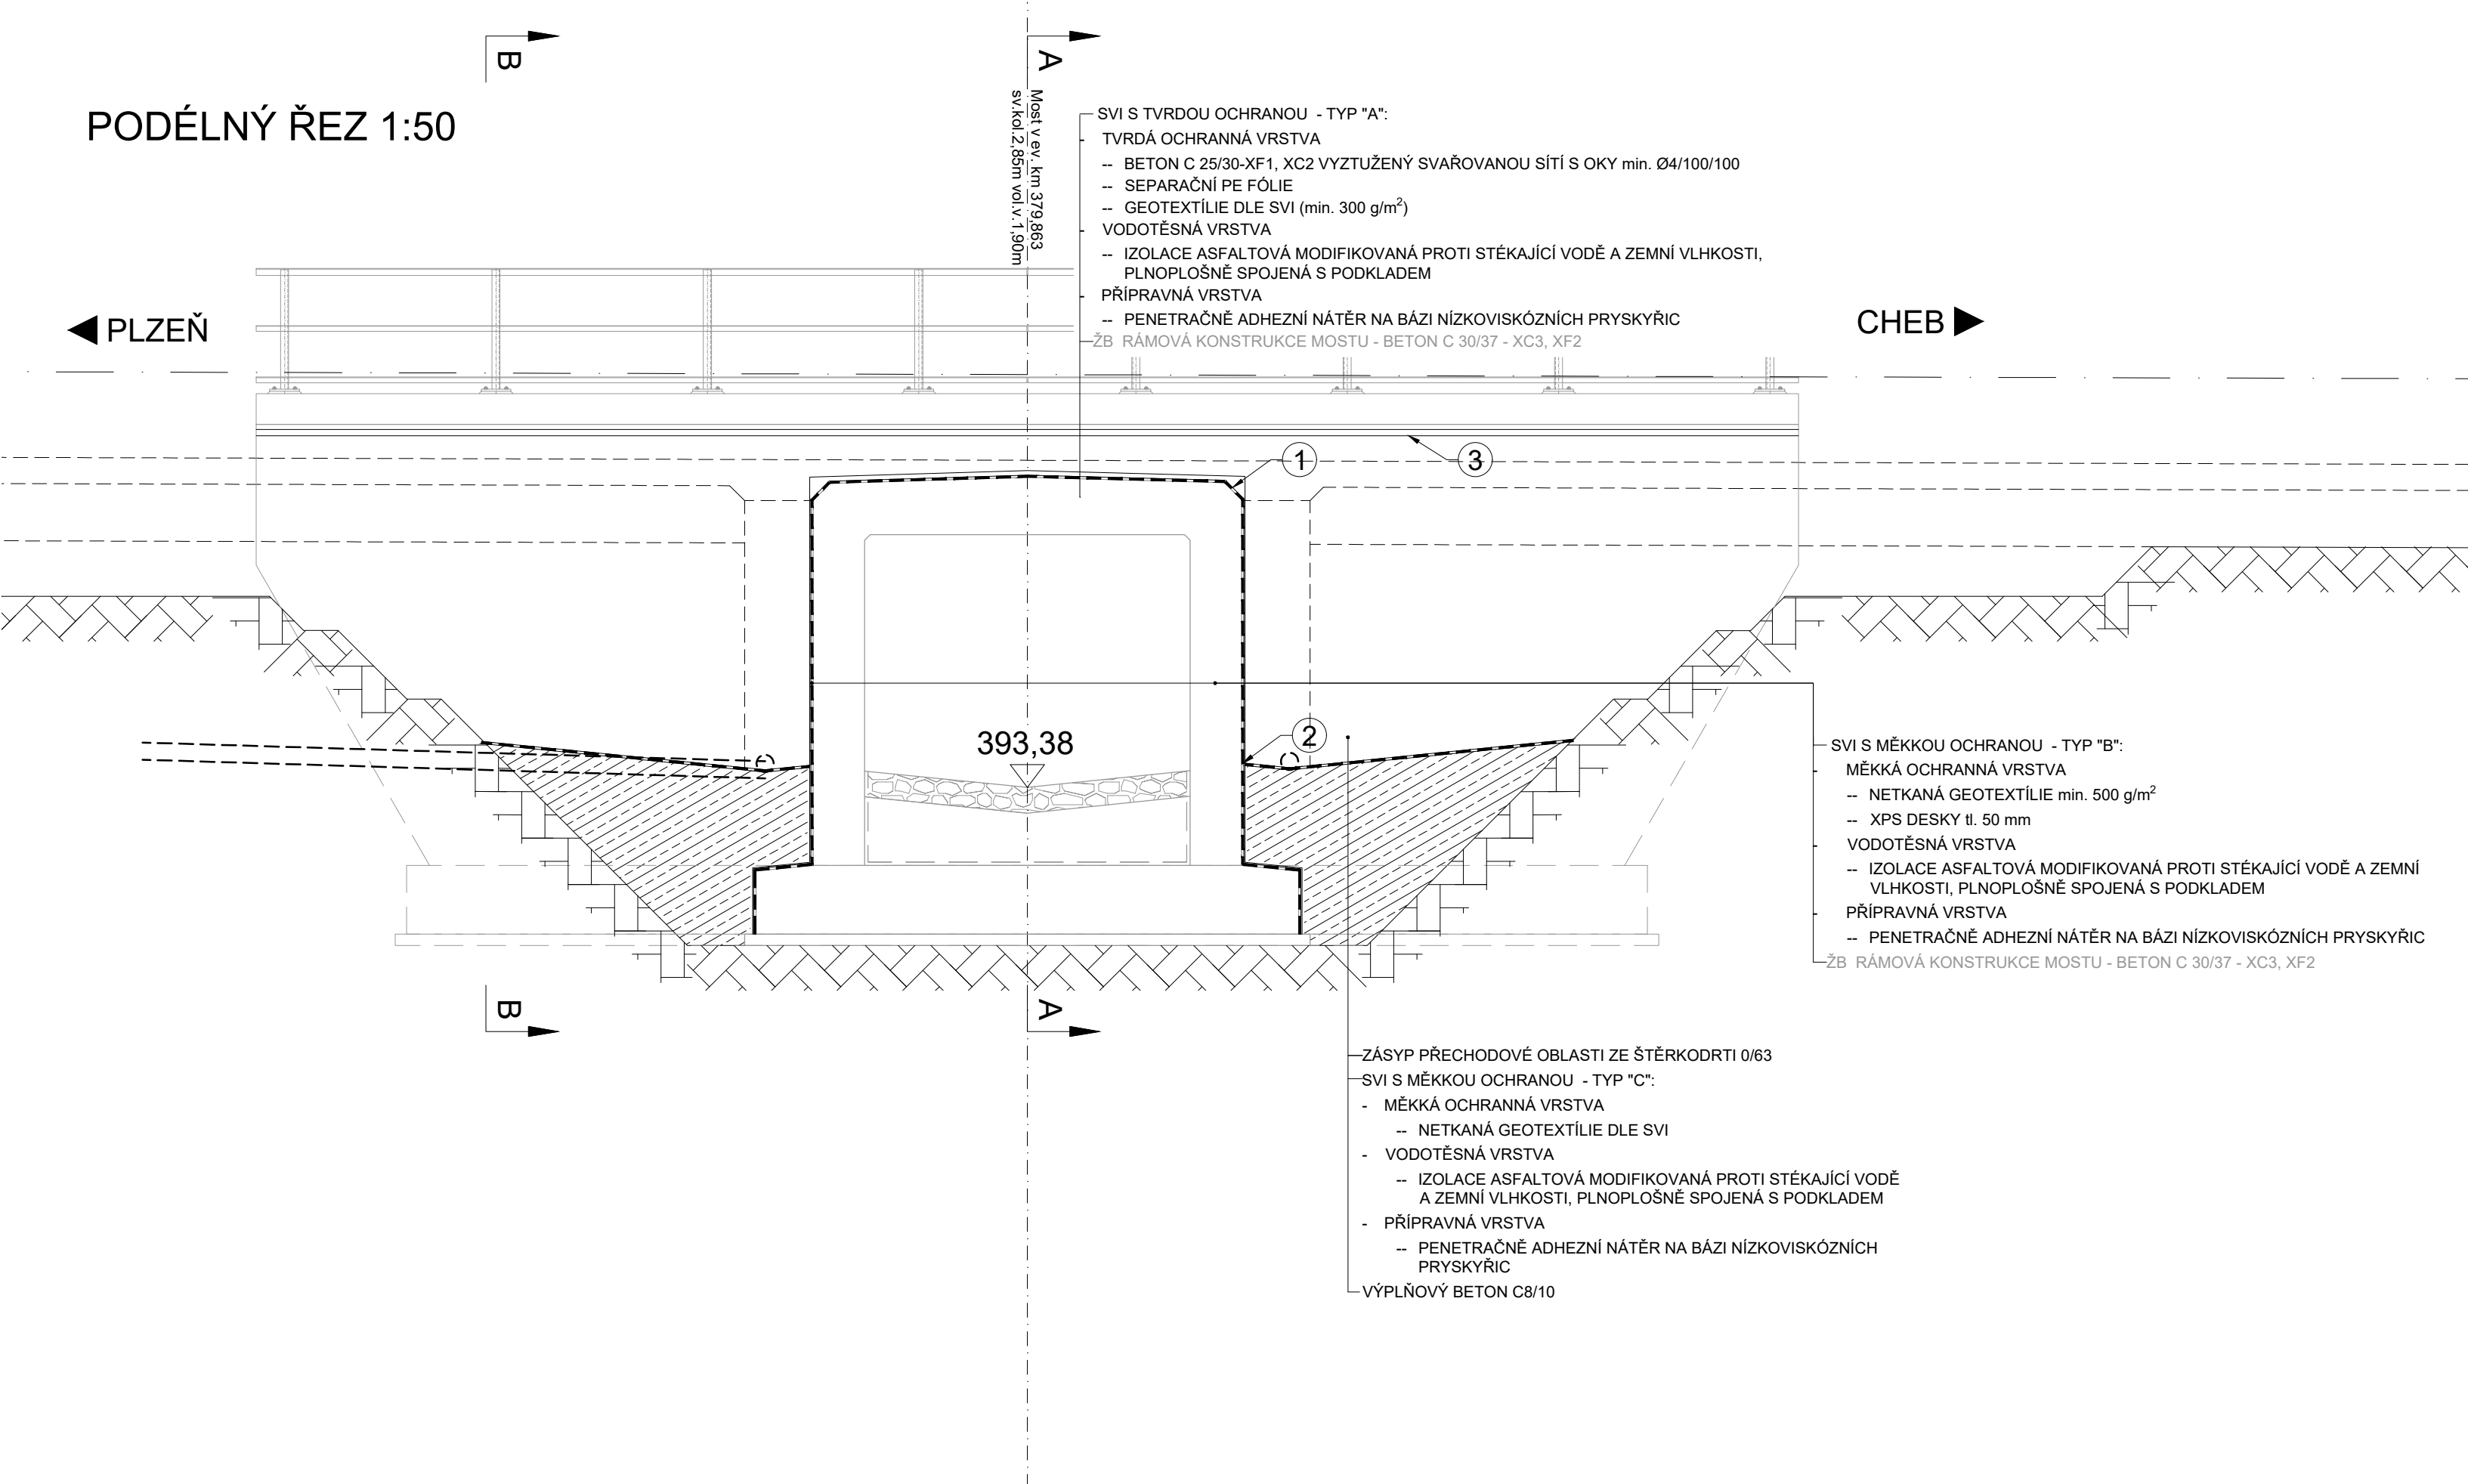 B
A
PODÉLNÝ ŘEZ 1:50
Most v ev. km 379,863
sv.kol.2,85m vol.v.1,90m
SVI S TVRDOU OCHRANOU - TYP "A":
- TVRDÁ OCHRANNÁ VRSTVA
-- BETON C 25/30-XF1, XC2 VYZTUŽENÝ SVAŘOVANOU SÍTÍ S OKY min. Ø4/100/100
-- SEPARAČNÍ PE FÓLIE
-- GEOTEXTÍLIE DLE SVI (min. 300 g/m²)
- VODOTĚSNÁ VRSTVA
-- IZOLACE ASFALTOVÁ MODIFIKOVANÁ PROTI STÉKAJÍCÍ VODĚ A ZEMNÍ VLHKOSTI,
PLNOPLOŠNĚ SPOJENÁ S PODKLADEM
- PŘÍPRAVNÁ VRSTVA
-- PENETRAČNĚ ADHEZNÍ NÁTĚR NA BÁZI NÍZKOVISKÓZNÍCH PRYSKYŘIC
ŽB RÁMOVÁ KONSTRUKCE MOSTU - BETON C 30/37 - XC3, XF2
PLZEŇ
CHEB
1
3
2
393,38
SVI S MĚKKOU OCHRANOU - TYP "B":
- MĚKKÁ OCHRANNÁ VRSTVA
-- NETKANÁ GEOTEXTÍLIE min. 500 g/m²
-- XPS DESKY tl. 50 mm
- VODOTĚSNÁ VRSTVA
-- IZOLACE ASFALTOVÁ MODIFIKOVANÁ PROTI STÉKAJÍCÍ VODĚ A ZEMNÍ
VLHKOSTI, PLNOPLOŠNĚ SPOJENÁ S PODKLADEM
- PŘÍPRAVNÁ VRSTVA
-- PENETRAČNĚ ADHEZNÍ NÁTĚR NA BÁZI NÍZKOVISKÓZNÍCH PRYSKYŘIC
ŽB RÁMOVÁ KONSTRUKCE MOSTU - BETON C 30/37 - XC3, XF2
B
A
ZÁSYP PŘECHODOVÉ OBLASTI ZE ŠTĚRKODRTI 0/63
SVI S MĚKKOU OCHRANOU - TYP "C":
- MĚKKÁ OCHRANNÁ VRSTVA
-- NETKANÁ GEOTEXTÍLIE DLE SVI
- VODOTĚSNÁ VRSTVA
-- IZOLACE ASFALTOVÁ MODIFIKOVANÁ PROTI STÉKAJÍCÍ VODĚ
A ZEMNÍ VLHKOSTI, PLNOPLOŠNĚ SPOJENÁ S PODKLADEM
- PŘÍPRAVNÁ VRSTVA
-- PENETRAČNĚ ADHEZNÍ NÁTĚR NA BÁZI NÍZKOVISKÓZNÍCH
PRYSKYŘIC
VÝPLŇOVÝ BETON C8/10